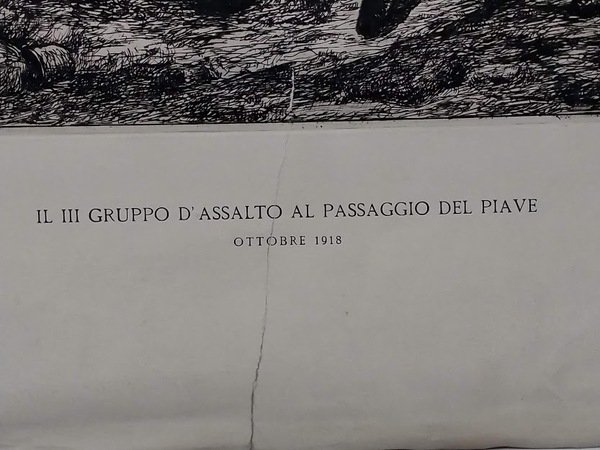 IL III GRUPPO D'ASSALTO AL PASSAGGIO DEL PIAVE
OTTOBRE 1918